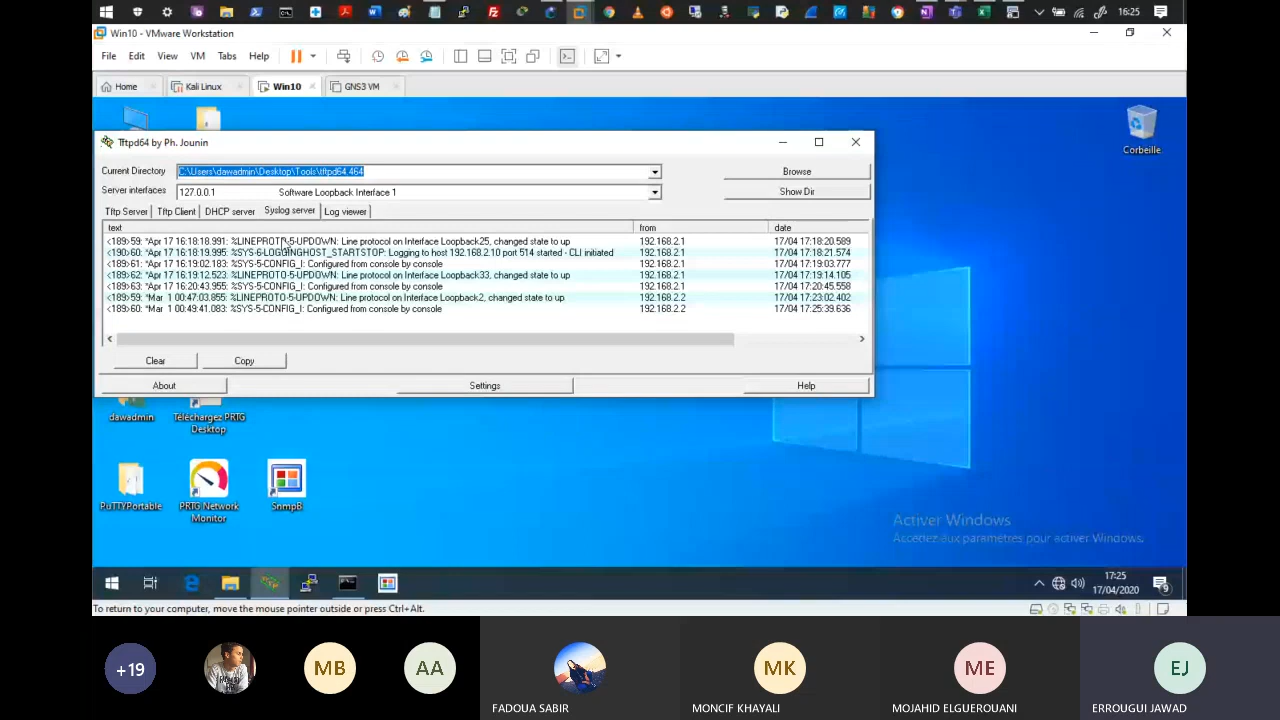 16:25
Win10 - VMware Workstation
File Edit View VM Tabs Help
Home Kali Linux Win10 GNS3 VM
Corbeille
Tftpd64 by Ph. Jounin
Current Directory C:\Users\dawadmin\Desktop\Tools\tftpd64.464 Browse
Server interfaces 127.0.0.1 Software Loopback Interface 1 Show Dir
Tftp Server Tftp Client DHCP server Syslog server Log viewer
text from date
<189>59: *Apr 17 16:18:18.991: %LINEPROTO-5-UPDOWN: Line protocol on Interface Loopback25, changed state to up 192.168.2.1 17/04 17:18:20.589
<190>60: *Apr 17 16:18:19.995: %SYS-6-LOGGINGHOST_STARTSTOP: Logging to host 192.168.2.10 port 514 started - CLI initiated 192.168.2.1 17/04 17:18:21.574
<189>61: *Apr 17 16:19:02.183: %SYS-5-CONFIG_I: Configured from console by console 192.168.2.1 17/04 17:19:03.777
<189>62: *Apr 17 16:19:12.523: %LINEPROTO-5-UPDOWN: Line protocol on Interface Loopback33, changed state to up 192.168.2.1 17/04 17:19:14.105
<189>63: *Apr 17 16:20:43.955: %SYS-5-CONFIG_I: Configured from console by console 192.168.2.1 17/04 17:20:45.558
<189>59: *Mar 1 00:47:03.855: %LINEPROTO-5-UPDOWN: Line protocol on Interface Loopback2, changed state to up 192.168.2.2 17/04 17:23:02.402
<189>60: *Mar 1 00:49:41.083: %SYS-5-CONFIG_I: Configured from console by console 192.168.2.2 17/04 17:25:39.636
Clear Copy
About Settings Help
dawadmin Téléchargez PRTG
Desktop
PuTTYPortable PRTG Network
Monitor SnmpB
Activer Windows
Accédez aux paramètres pour activer Windows.
17:25
17/04/2020
9
To return to your computer, move the mouse pointer outside or press Ctrl+Alt.
+19 MB AA MK ME EJ
FADOUA SABIR MONCIF KHAYALI MOJAHID ELGUEROUANI ERROUGUI JAWAD